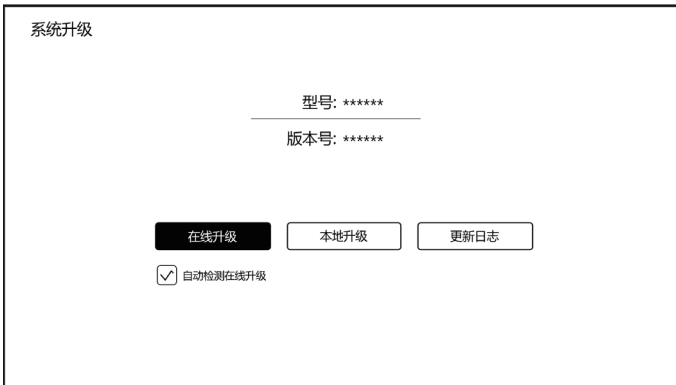 系统升级
型号: ******
版本号: ******
在线升级
本地升级
更新日志
自动检测在线升级